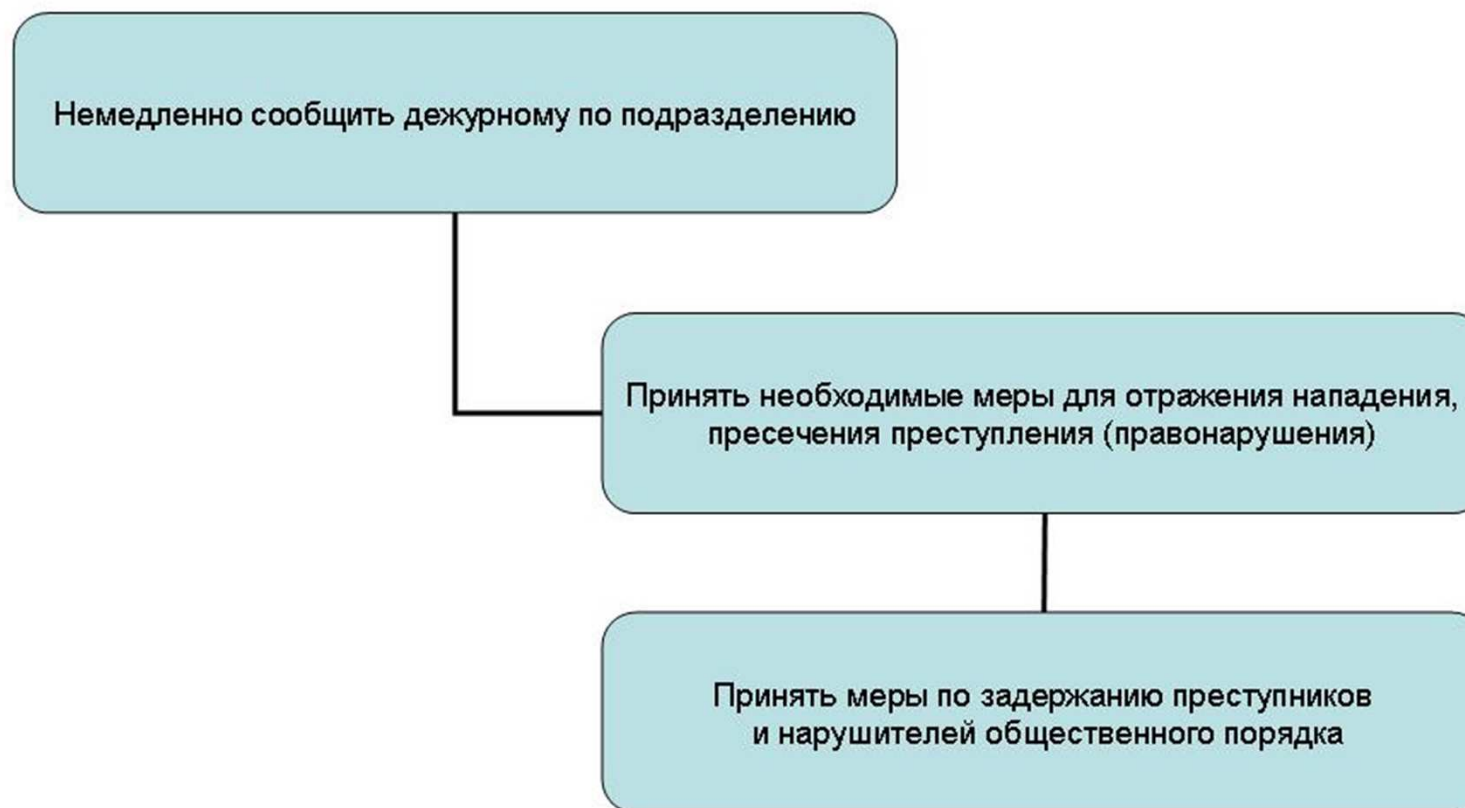 Немедленно сообщить дежурному по подразделению
Принять необходимые меры для отражения нападения,
пресечения преступления (правонарушения)
Принять меры по задержанию преступников
и нарушителей общественного порядка